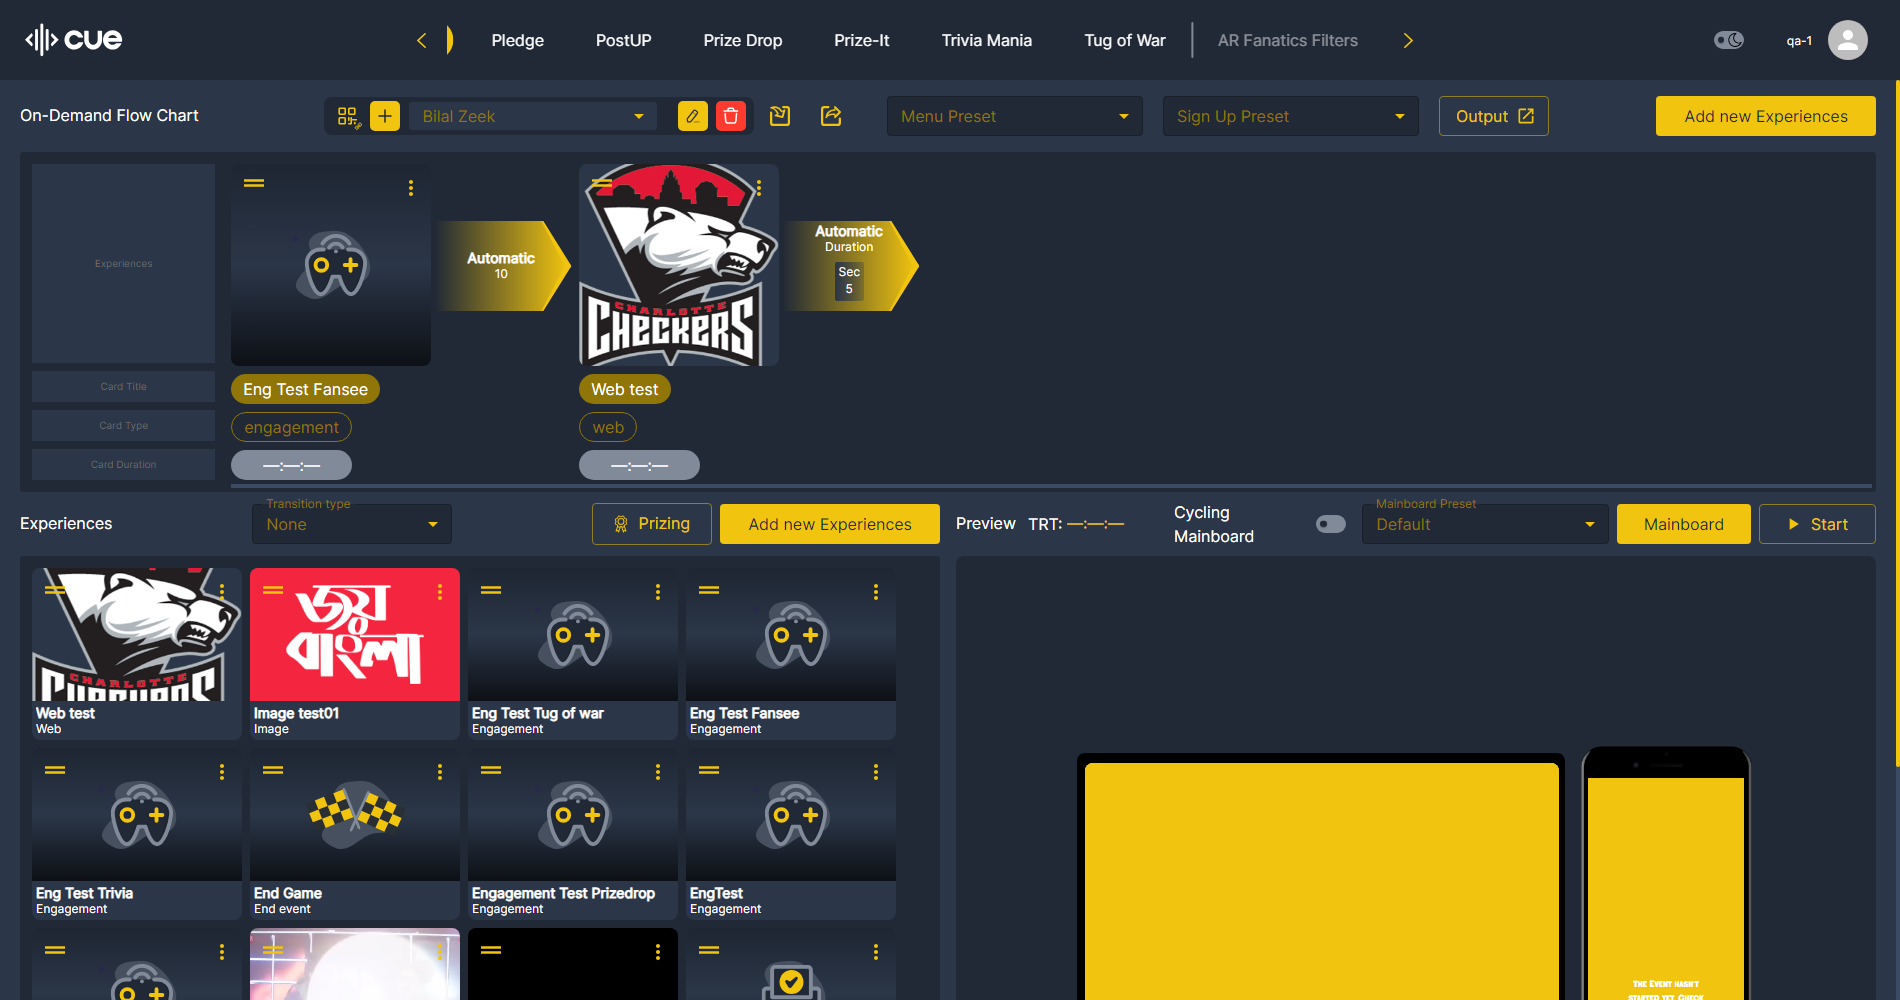 cue
Pledge
PostUP
Prize Drop
Prize-It
Trivia Mania
Tug of War
AR Fanatics Filters
qa-1
On-Demand Flow Chart
Bilal Zeek
Menu Preset
Sign Up Preset
Output
Add new Experiences
Experiences
Automatic
10
CHARLOTTE
CHECKERS
Automatic
Duration
Sec
5
Card Title
Eng Test Fansee
Web test
Card Type
engagement
web
Card Duration
—:—:—
—:—:—
Experiences
Transition type
None
Prizing
Add new Experiences
Preview
TRT: —:—:—
Cycling
Mainboard
Mainboard Preset
Default
Mainboard
Start
CHARLOTTE
CHECKERS
Web test
Web
জয়
বাংলা
Image test01
Image
Eng Test Tug of war
Engagement
Eng Test Fansee
Engagement
Eng Test Trivia
Engagement
End Game
End event
Engagement Test Prizedrop
Engagement
EngTest
Engagement
The Event hasn't
started yet. Check